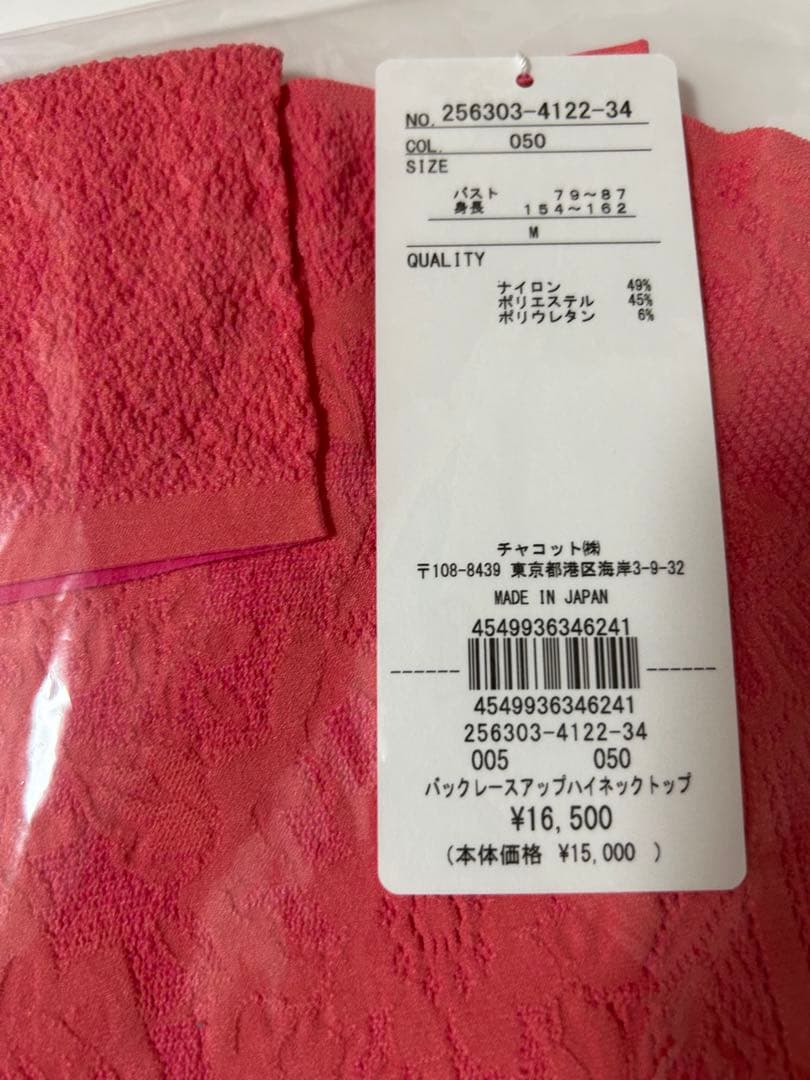 NO. 256303-4122-34
COL. 050
SIZE
バスト 79~87
身長 154~162
M
QUALITY
ナイロン 49%
ポリエステル 45%
ポリウレタン 6%
チャコット㈱
〒108-8439 東京都港区海岸3-9-32
MADE IN JAPAN
4549936346241
4549936346241
256303-4122-34
005 050
バックレースアップハイネックトップ
¥16,500
(本体価格 ¥15,000 )